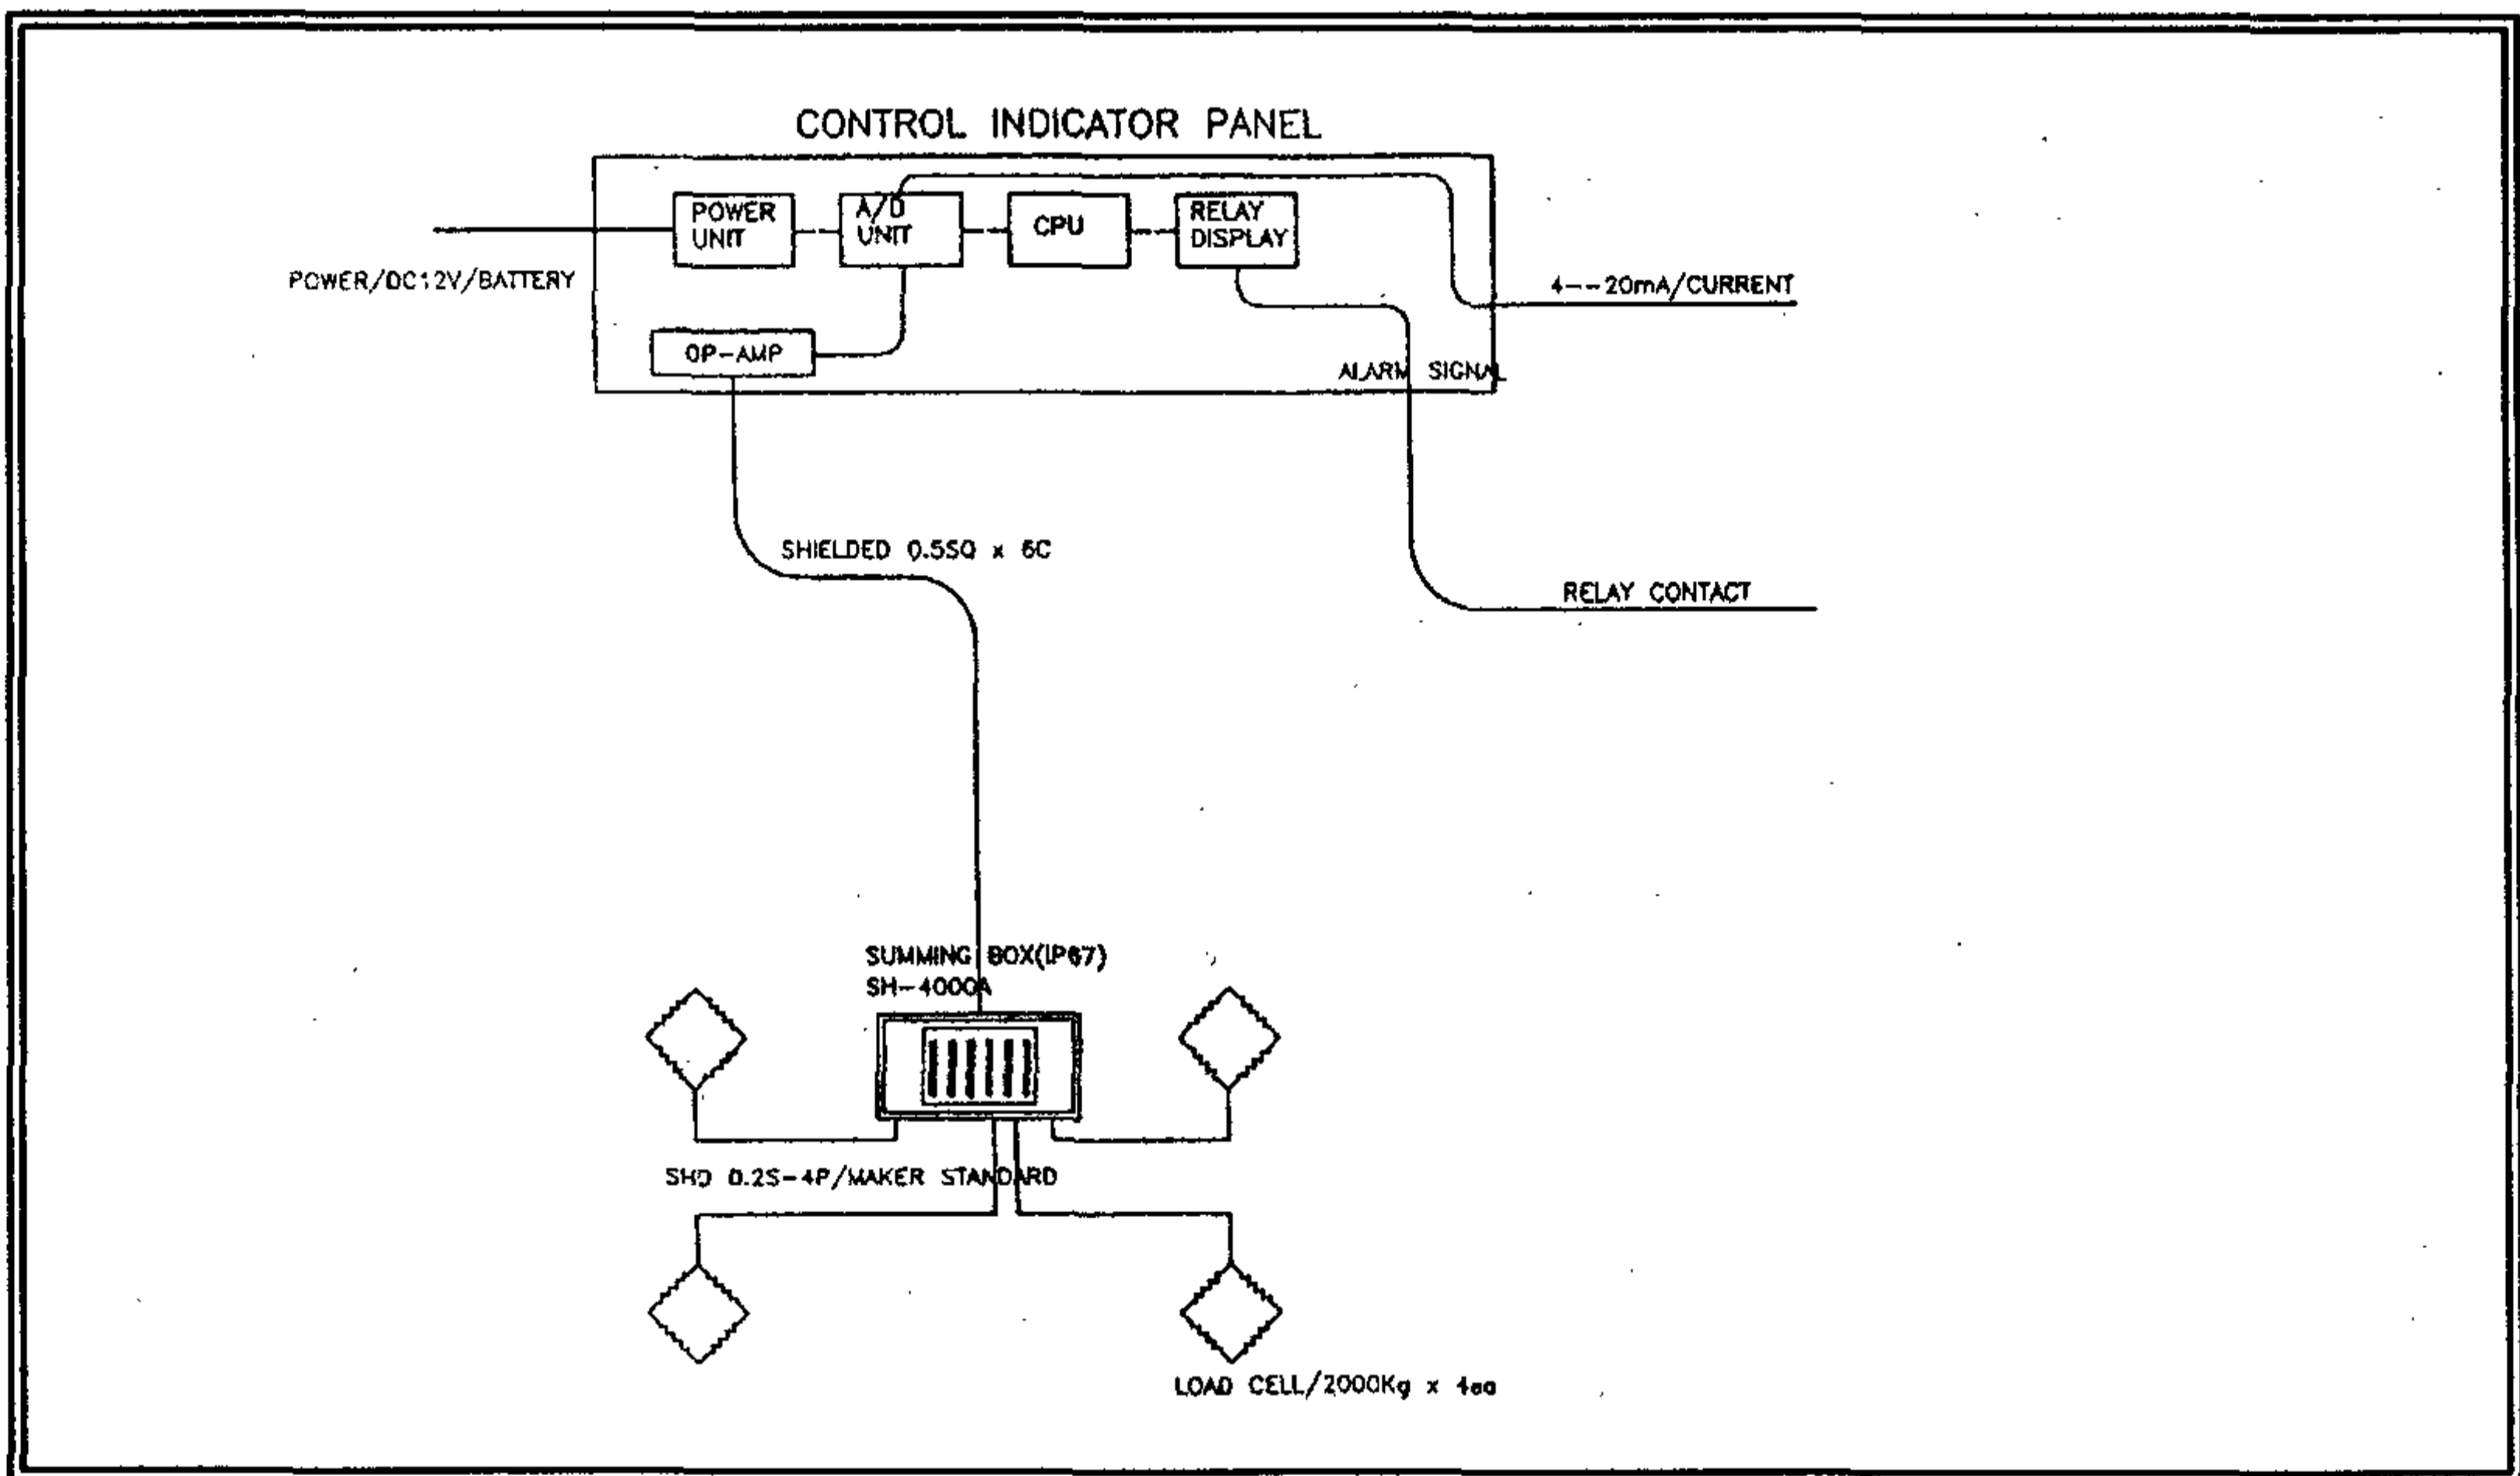 CONTROL INDICATOR PANEL
POWER
UNIT
A/D
UNIT
CPU
RELAY
DISPLAY
POWER/DC12V/BATTERY
4--20mA/CURRENT
OP-AMP
ALARM SIGNAL
SHIELDED 0.5SQ x 6C
RELAY CONTACT
SUMMING BOX(IP67)
SH-4000A
SHD 0.2S-4P/MAKER STANDARD
LOAD CELL/2000Kg x 4ea